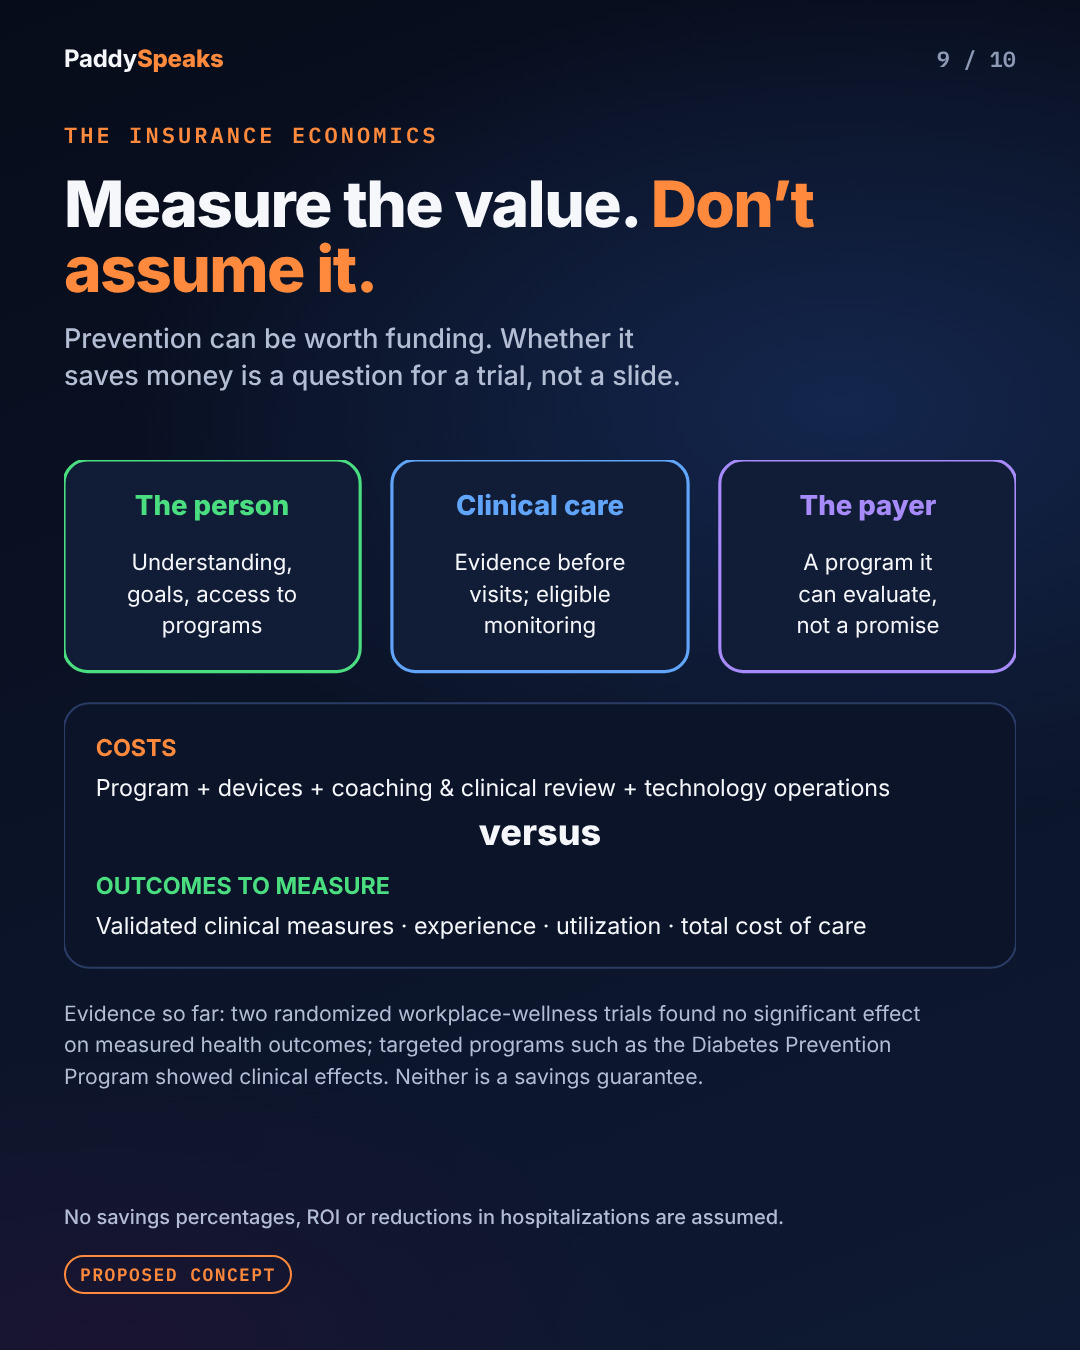 PaddySpeaks
9 / 10
THE INSURANCE ECONOMICS
Measure the value. Don’t
assume it.
Prevention can be worth funding. Whether it
saves money is a question for a trial, not a slide.
The person
Understanding,
goals, access to
programs
Clinical care
Evidence before
visits; eligible
monitoring
The payer
A program it
can evaluate,
not a promise
COSTS
Program + devices + coaching & clinical review + technology operations
versus
OUTCOMES TO MEASURE
Validated clinical measures · experience · utilization · total cost of care
Evidence so far: two randomized workplace-wellness trials found no significant effect
on measured health outcomes; targeted programs such as the Diabetes Prevention
Program showed clinical effects. Neither is a savings guarantee.
No savings percentages, ROI or reductions in hospitalizations are assumed.
PROPOSED CONCEPT